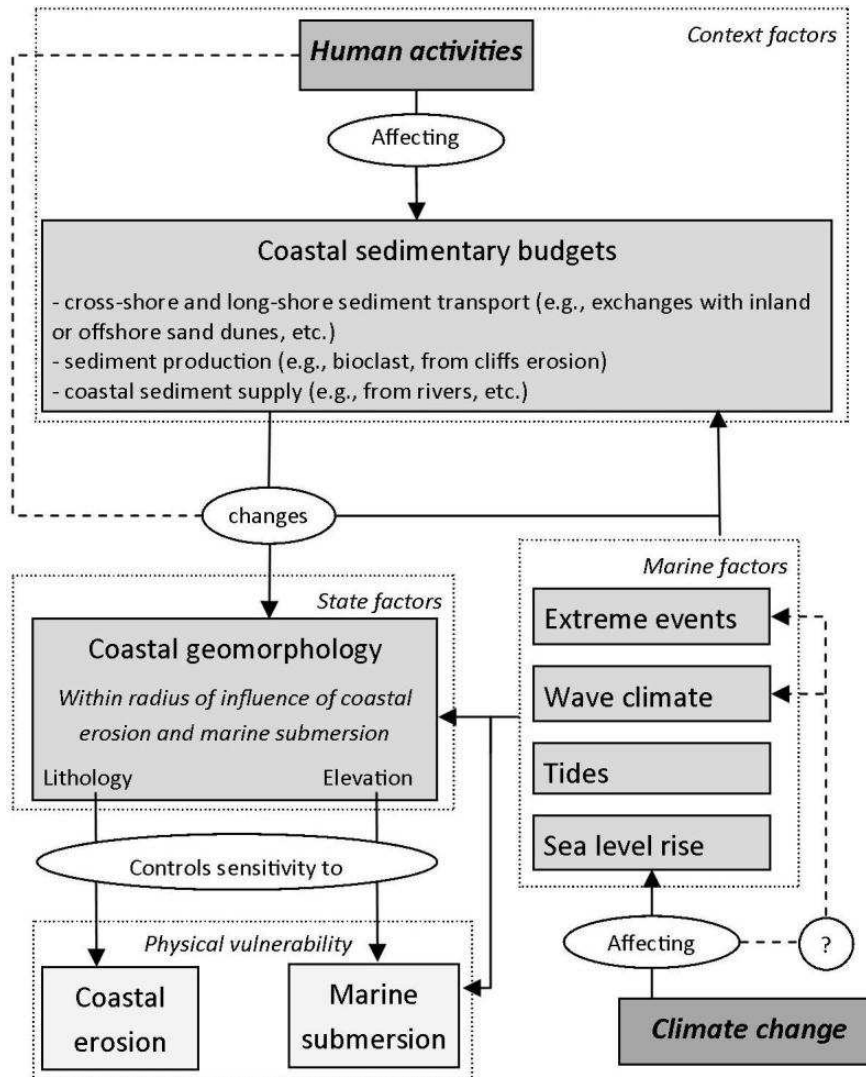 Context factors
Human activities
Affecting
Coastal sedimentary budgets
- cross-shore and long-shore sediment transport (e.g., exchanges with inland
or offshore sand dunes, etc.)
- sediment production (e.g., bioclast, from cliffs erosion)
- coastal sediment supply (e.g., from rivers, etc.)
changes
State factors
Coastal geomorphology
Within radius of influence of coastal
erosion and marine submersion
Lithology
Elevation
Marine factors
Extreme events
Wave climate
Tides
Sea level rise
Controls sensitivity to
Physical vulnerability
Coastal
erosion
Marine
submersion
Affecting
?
Climate change